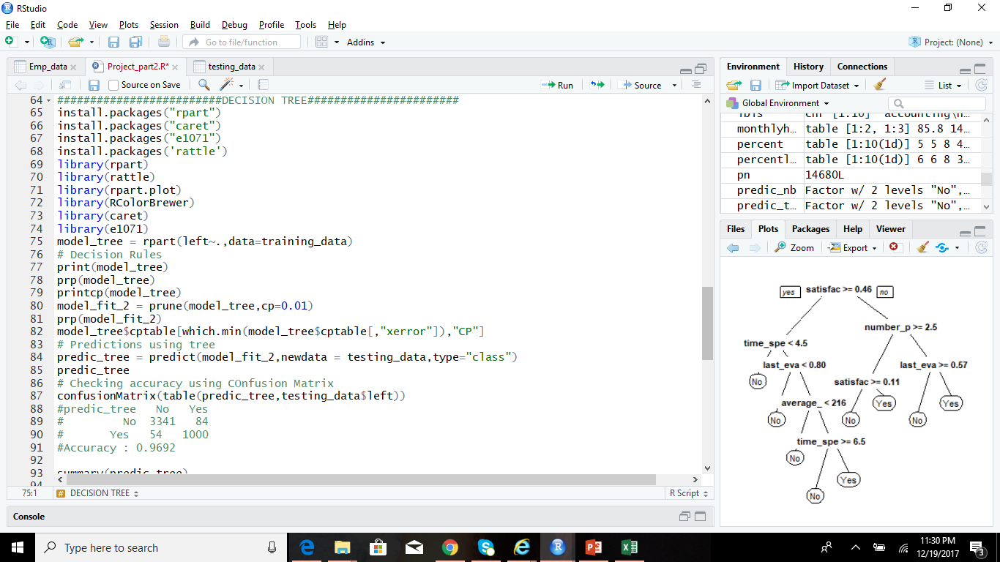 RStudio
File Edit Code View Plots Session Build Debug Profile Tools Help
Go to file/function Addins Project: (None)
Emp_data Project_part2.R* testing_data
Source on Save Run Source
64 #########################DECISION TREE#######################
65 install.packages("rpart")
66 install.packages("caret")
67 install.packages("e1071")
68 install.packages('rattle')
69 library(rpart)
70 library(rattle)
71 library(rpart.plot)
72 library(RColorBrewer)
73 library(caret)
74 library(e1071)
75 model_tree = rpart(left~.,data=training_data)
76 # Decision Rules
77 print(model_tree)
78 prp(model_tree)
79 printcp(model_tree)
80 model_fit_2 = prune(model_tree,cp=0.01)
81 prp(model_fit_2)
82 model_tree$cptable[which.min(model_tree$cptable[,"xerror"]),"CP"]
83 # Predictions using tree
84 predic_tree = predict(model_fit_2,newdata = testing_data,type="class")
85 predic_tree
86 # Checking accuracy using COnfusion Matrix
87 confusionMatrix(table(predic_tree,testing_data$left))
88 #predic_tree No Yes
89 # No 3341 84
90 # Yes 54 1000
91 #Accuracy : 0.9692
92
93 summary(predic_tree)
94
75:1 # DECISION TREE R Script
Console
Environment History Connections
Import Dataset List
Global Environment
monthlyh… table [1:2, 1:3] 85.8 14…
percent table [1:10(1d)] 5 5 8 4…
percentl… table [1:10(1d)] 6 6 8 3…
pn 14680L
predic_nb Factor w/ 2 levels "No",…
predic_t… Factor w/ 2 levels "No",…
Files Plots Packages Help Viewer
Zoom Export
yes satisfac >= 0.46 no
number_p >= 2.5
time_spe < 4.5
last_eva < 0.80 last_eva >= 0.57
No satisfac >= 0.11
average_ < 216 Yes Yes
No No No
time_spe >= 6.5
No
Yes
No
Type here to search
11:30 PM
12/19/2017
3